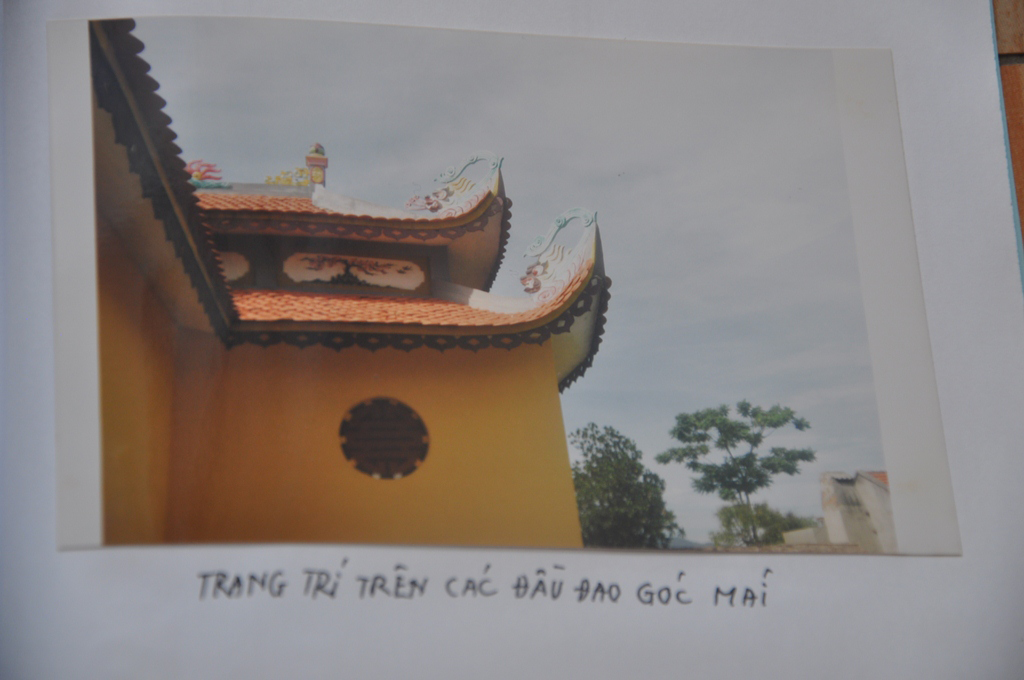 TRANG TRÍ TRÊN CÁC ĐẦU ĐAO GÓC MÁI